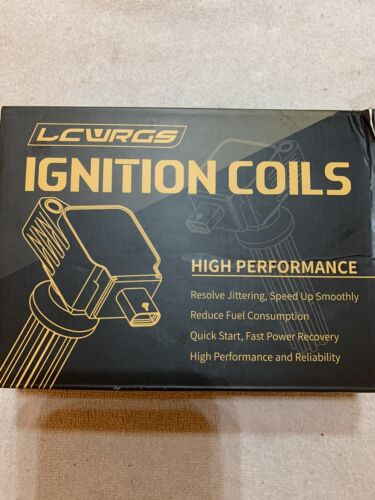 LCWRGS
IGNITION COILS
HIGH PERFORMANCE
Resolve Jittering, Speed Up Smoothly
Reduce Fuel Consumption
Quick Start, Fast Power Recovery
High Performance and Reliability